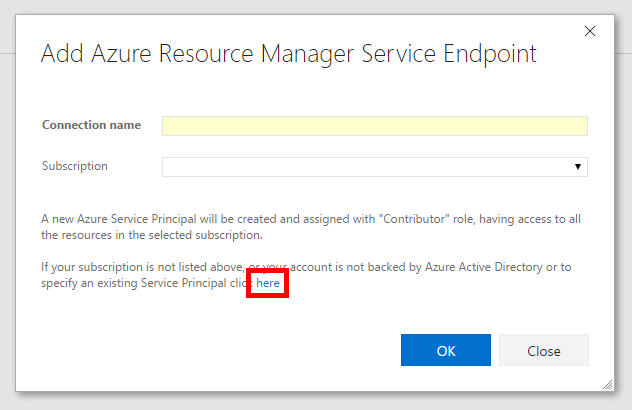 Add Azure Resource Manager Service Endpoint
Connection name
Subscription
A new Azure Service Principal will be created and assigned with "Contributor" role, having access to all
the resources in the selected subscription.
If your subscription is not listed above, or your account is not backed by Azure Active Directory or to
specify an existing Service Principal click here
OK
Close